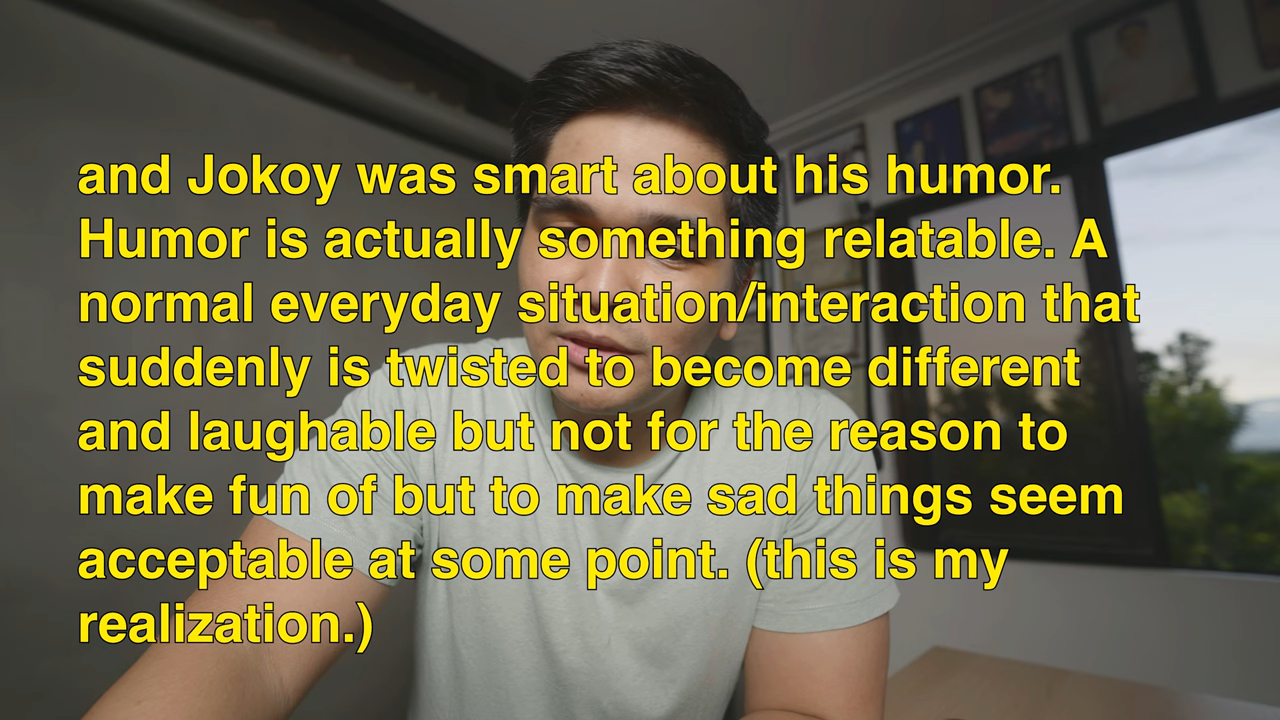 and Jokoy was smart about his humor.
Humor is actually something relatable. A
normal everyday situation/interaction that
suddenly is twisted to become different
and laughable but not for the reason to
make fun of but to make sad things seem
acceptable at some point. (this is my
realization.)